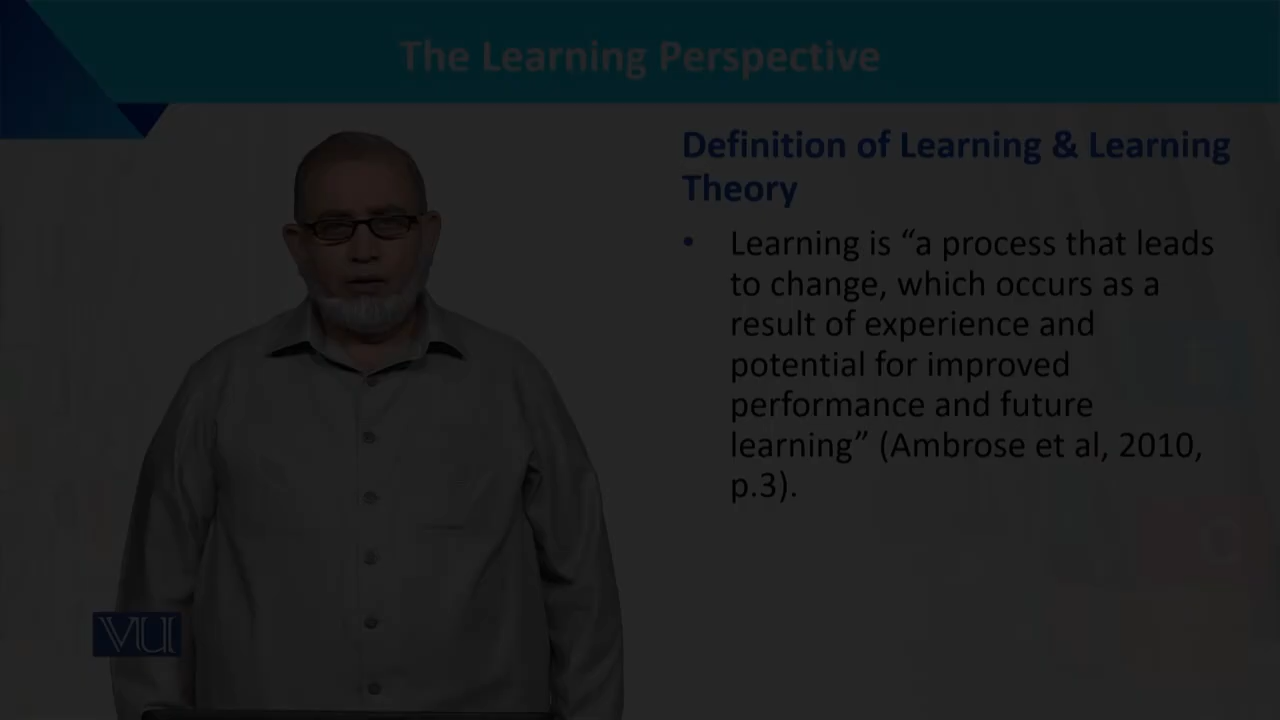 The Learning Perspective
Definition of Learning & Learning
Theory
• Learning is “a process that leads
to change, which occurs as a
result of experience and
potential for improved
performance and future
learning” (Ambrose et al, 2010,
p.3).
VU